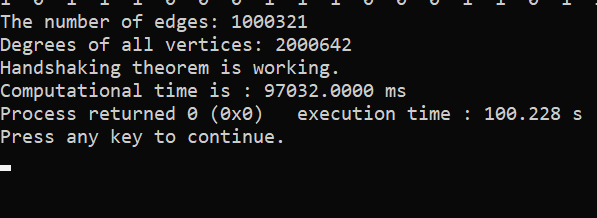 The number of edges: 1000321
Degrees of all vertices: 2000642
Handshaking theorem is working.
Computational time is : 97032.0000 ms
Process returned 0 (0x0)   execution time : 100.228 s
Press any key to continue.